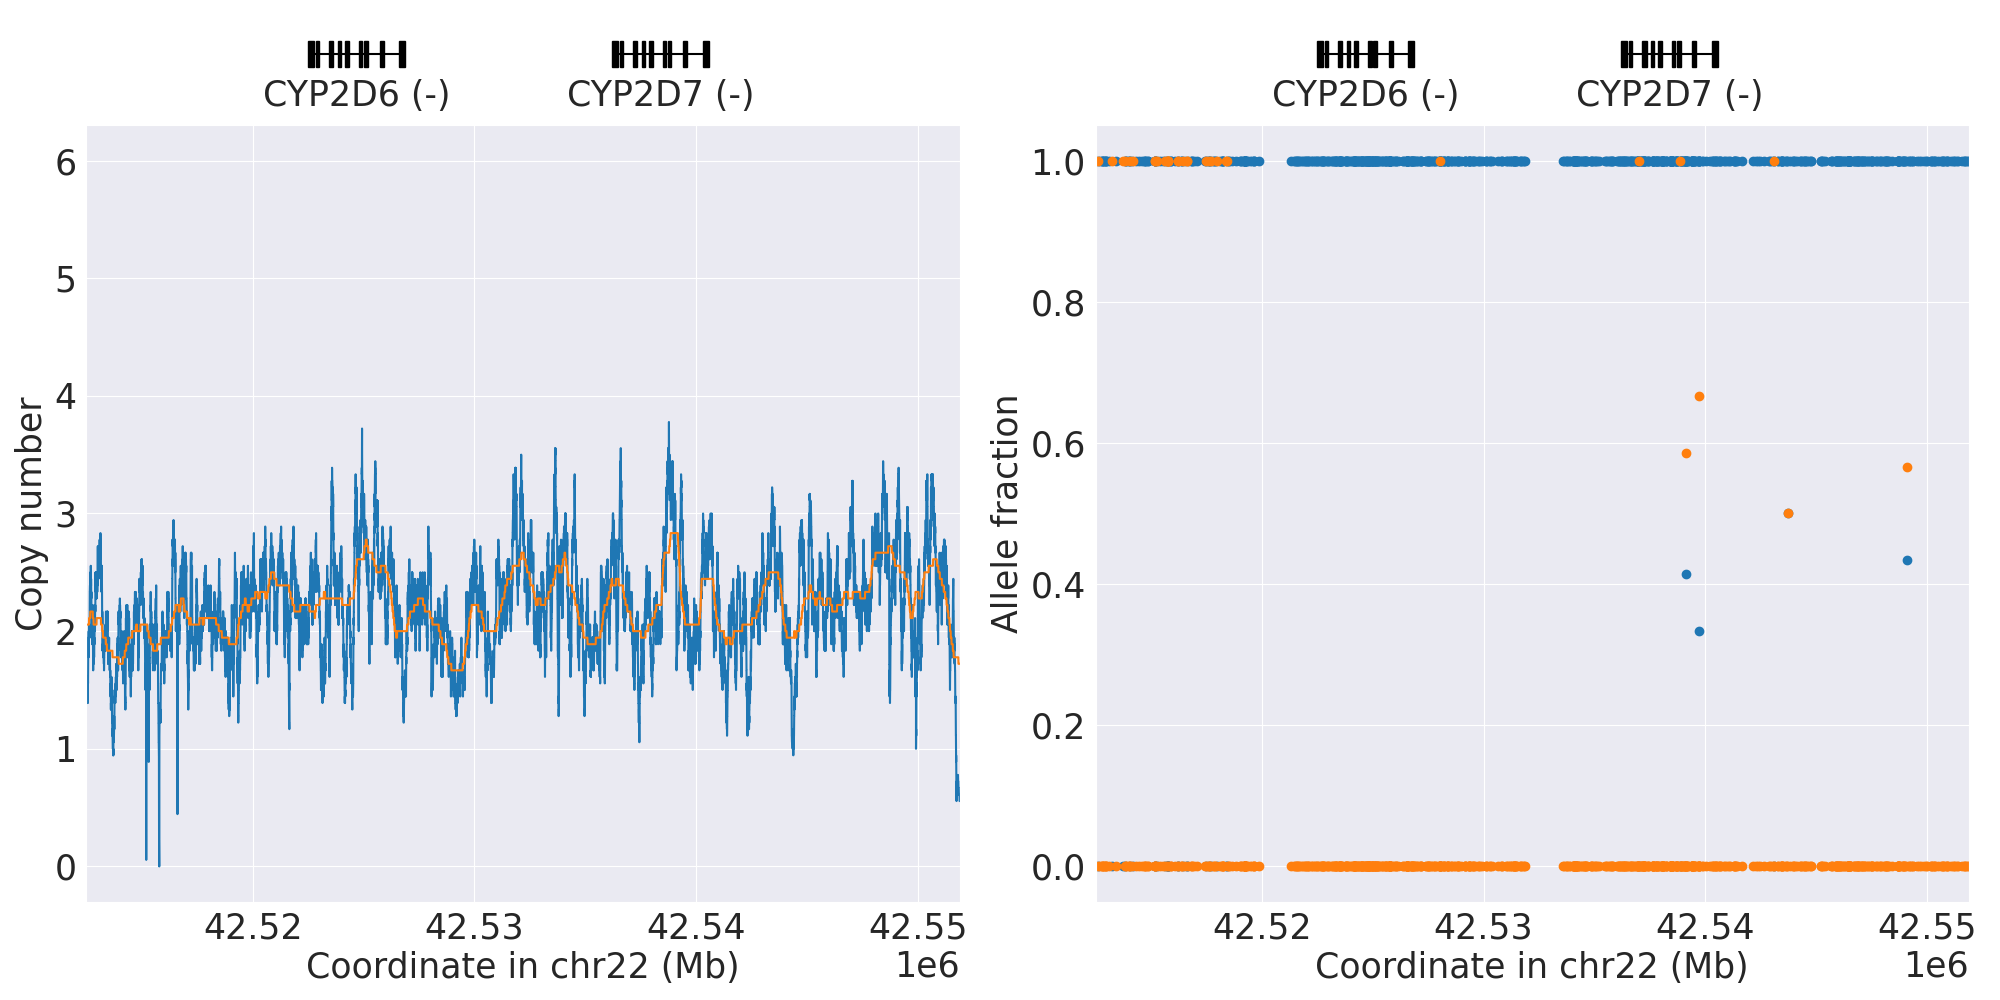 CYP2D6 (-) CYP2D7 (-)
CYP2D6 (-) CYP2D7 (-)
Copy number
6
5
4
3
2
1
0
42.52 42.53 42.54 42.55
Coordinate in chr22 (Mb) 1e6
Allele fraction
1.0
0.8
0.6
0.4
0.2
0.0
42.52 42.53 42.54 42.55
Coordinate in chr22 (Mb) 1e6